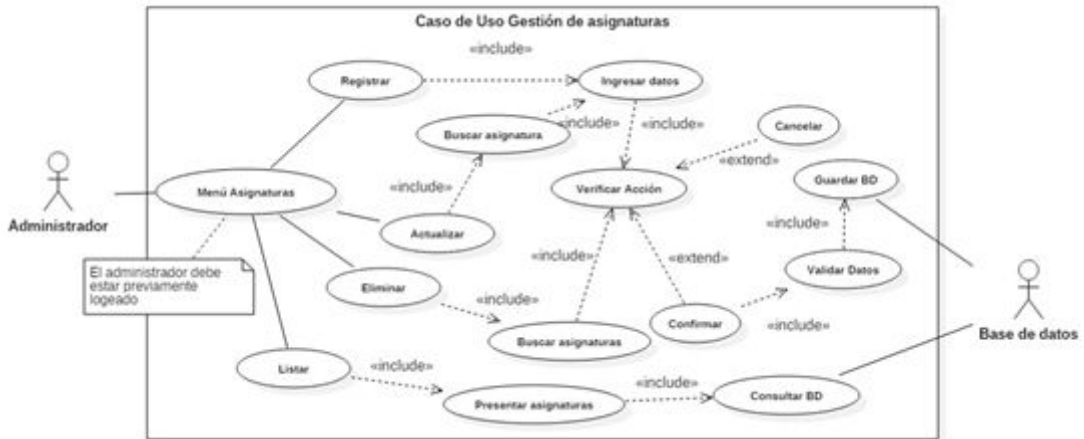 Caso de Uso Gestión de asignaturas
«include»
Registrar
Ingresar datos
Buscar asignatura
«include»
«include»
Cancelar
«extend»
Administrador
Menú Asignaturas
«include»
Verificar Acción
Guardar BD
Actualizar
«include»
«include»
«extend»
El administrador debe
estar previamente
logeado
Eliminar
Validar Datos
«include»
Confirmar
«include»
Buscar asignaturas
Base de datos
Listar
«include»
«include»
Presentar asignaturas
Consultar BD